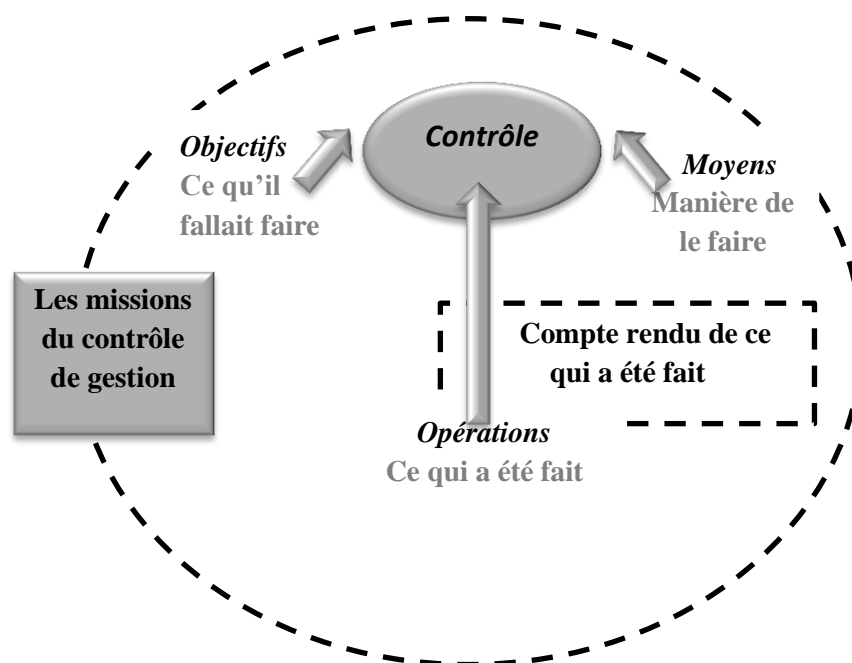 Contrôle
Objectifs
Ce qu'il
fallait faire
Moyens
Manière de
le faire
Les missions
du contrôle
de gestion
Compte rendu de ce
qui a été fait
Opérations
Ce qui a été fait